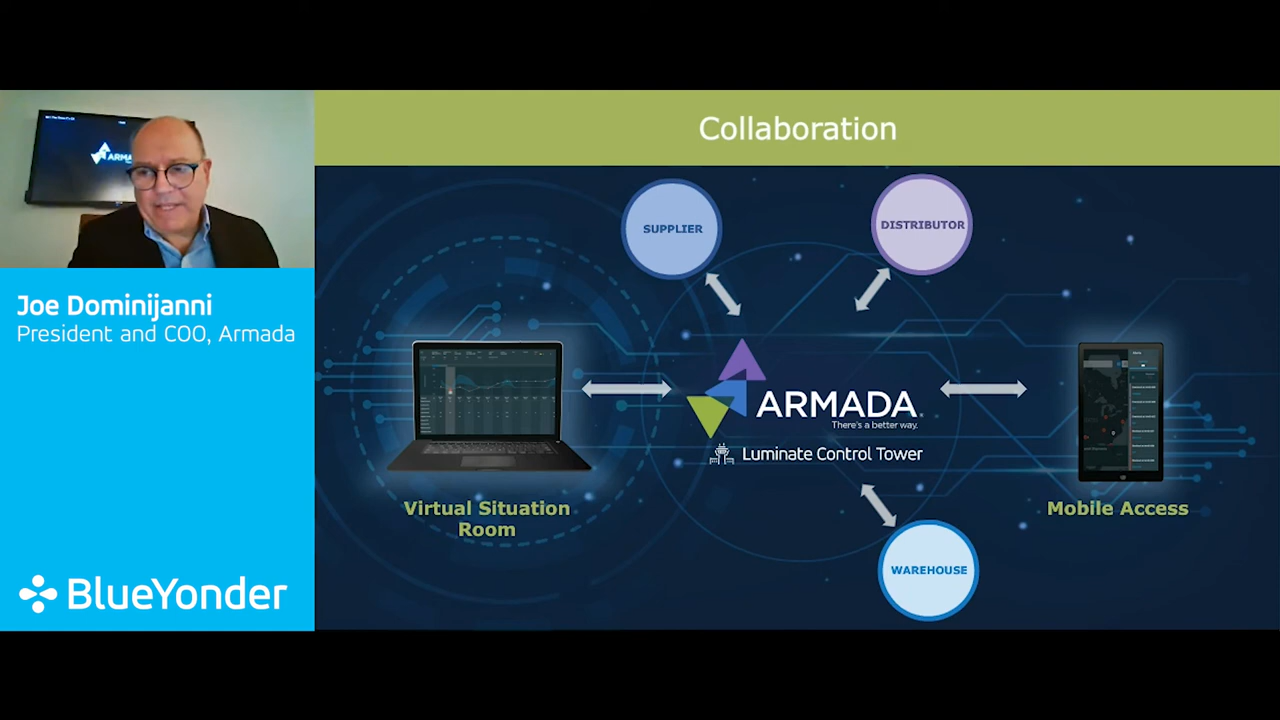 Collaboration
ARMA
Joe Dominijanni
President and COO, Armada
BlueYonder
SUPPLIER
DISTRIBUTOR
ARMADA
There's a better way.
Luminate Control Tower
Virtual Situation
Room
Mobile Access
WAREHOUSE